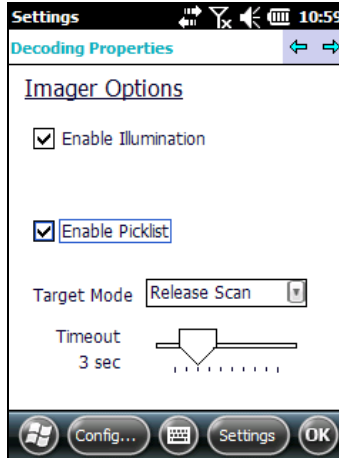 Settings 10:59
Decoding Properties
Imager Options
Enable Illumination
Enable Picklist
Target Mode Release Scan
Timeout
3 sec
Config... Settings OK